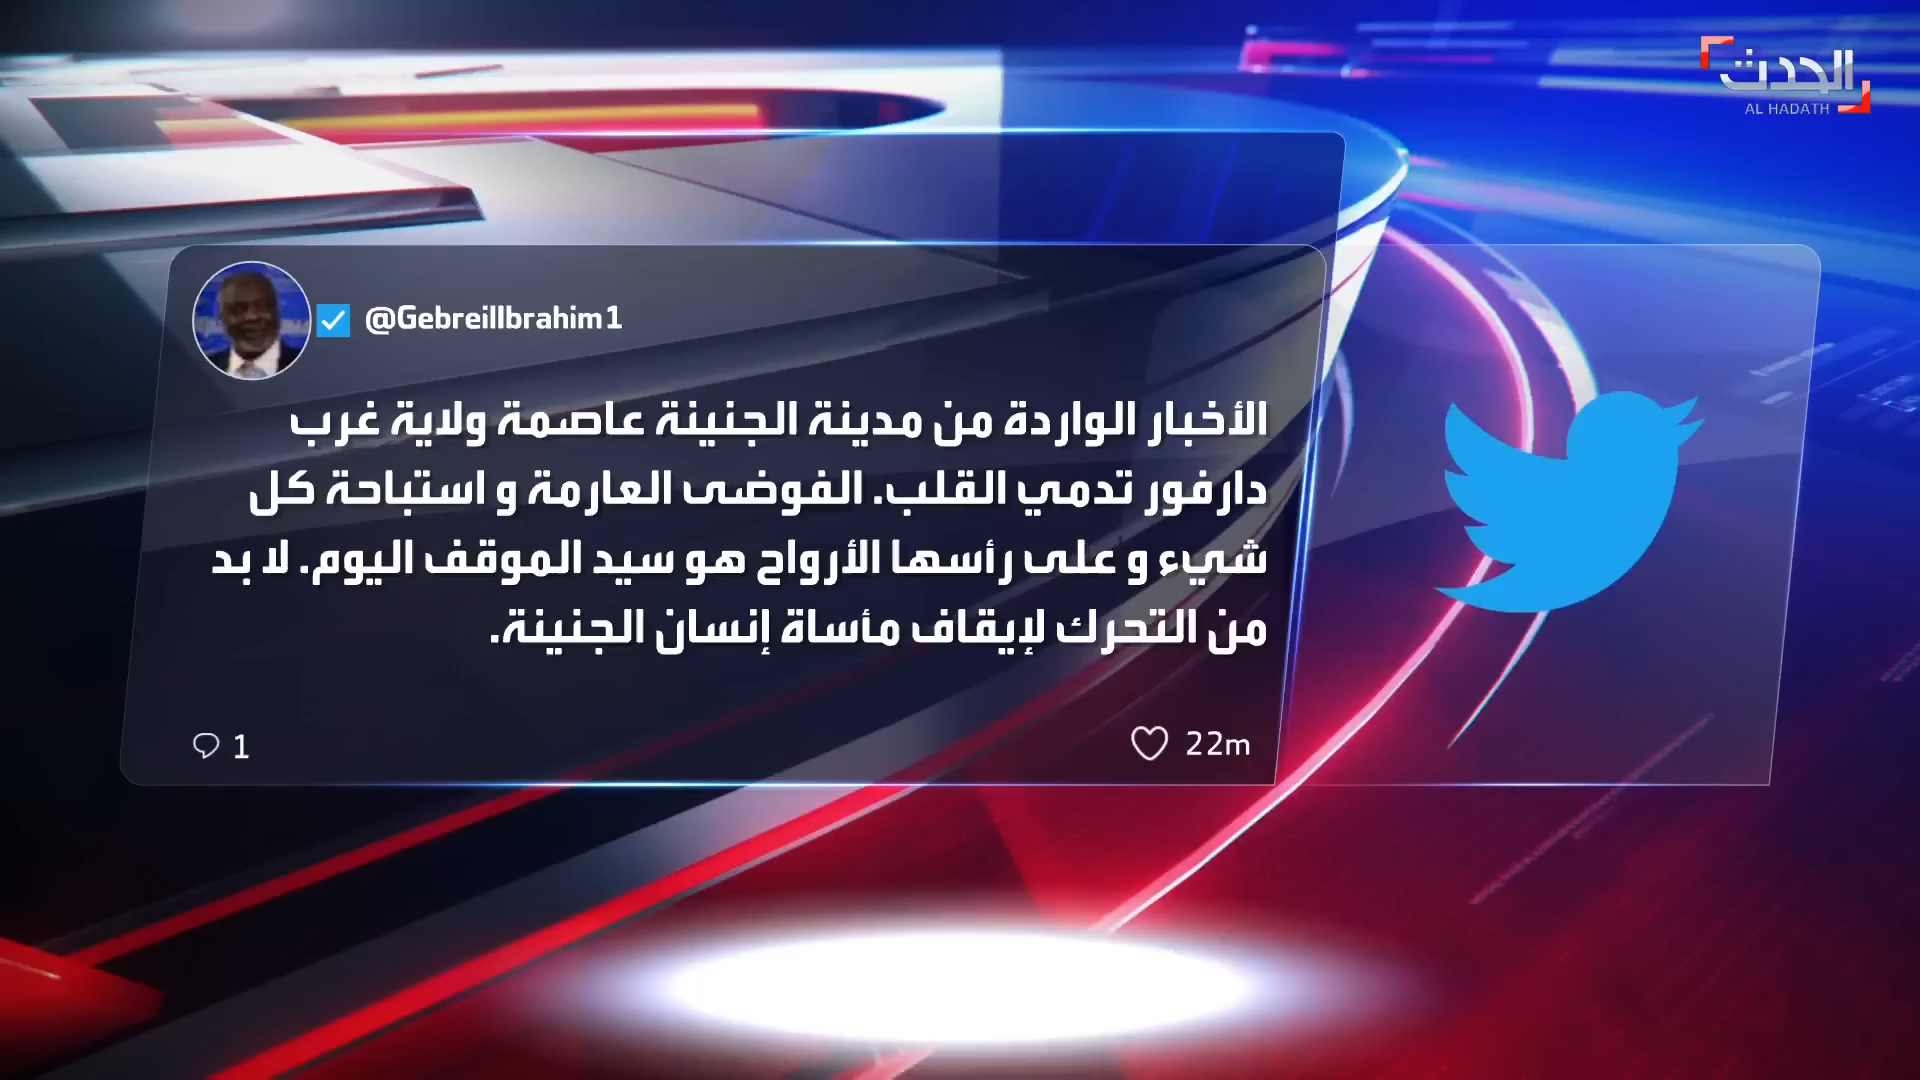 الحدث
AL HADATH
@GebreilIbrahim1
الأخبار الواردة من مدينة الجنينة عاصمة ولاية غرب
دارفور تدمي القلب. الفوضى العارمة و استباحة كل
شيء و على رأسها الأرواح هو سيد الموقف اليوم. لا بد
من التحرك لإيقاف مأساة إنسان الجنينة.
1
22m